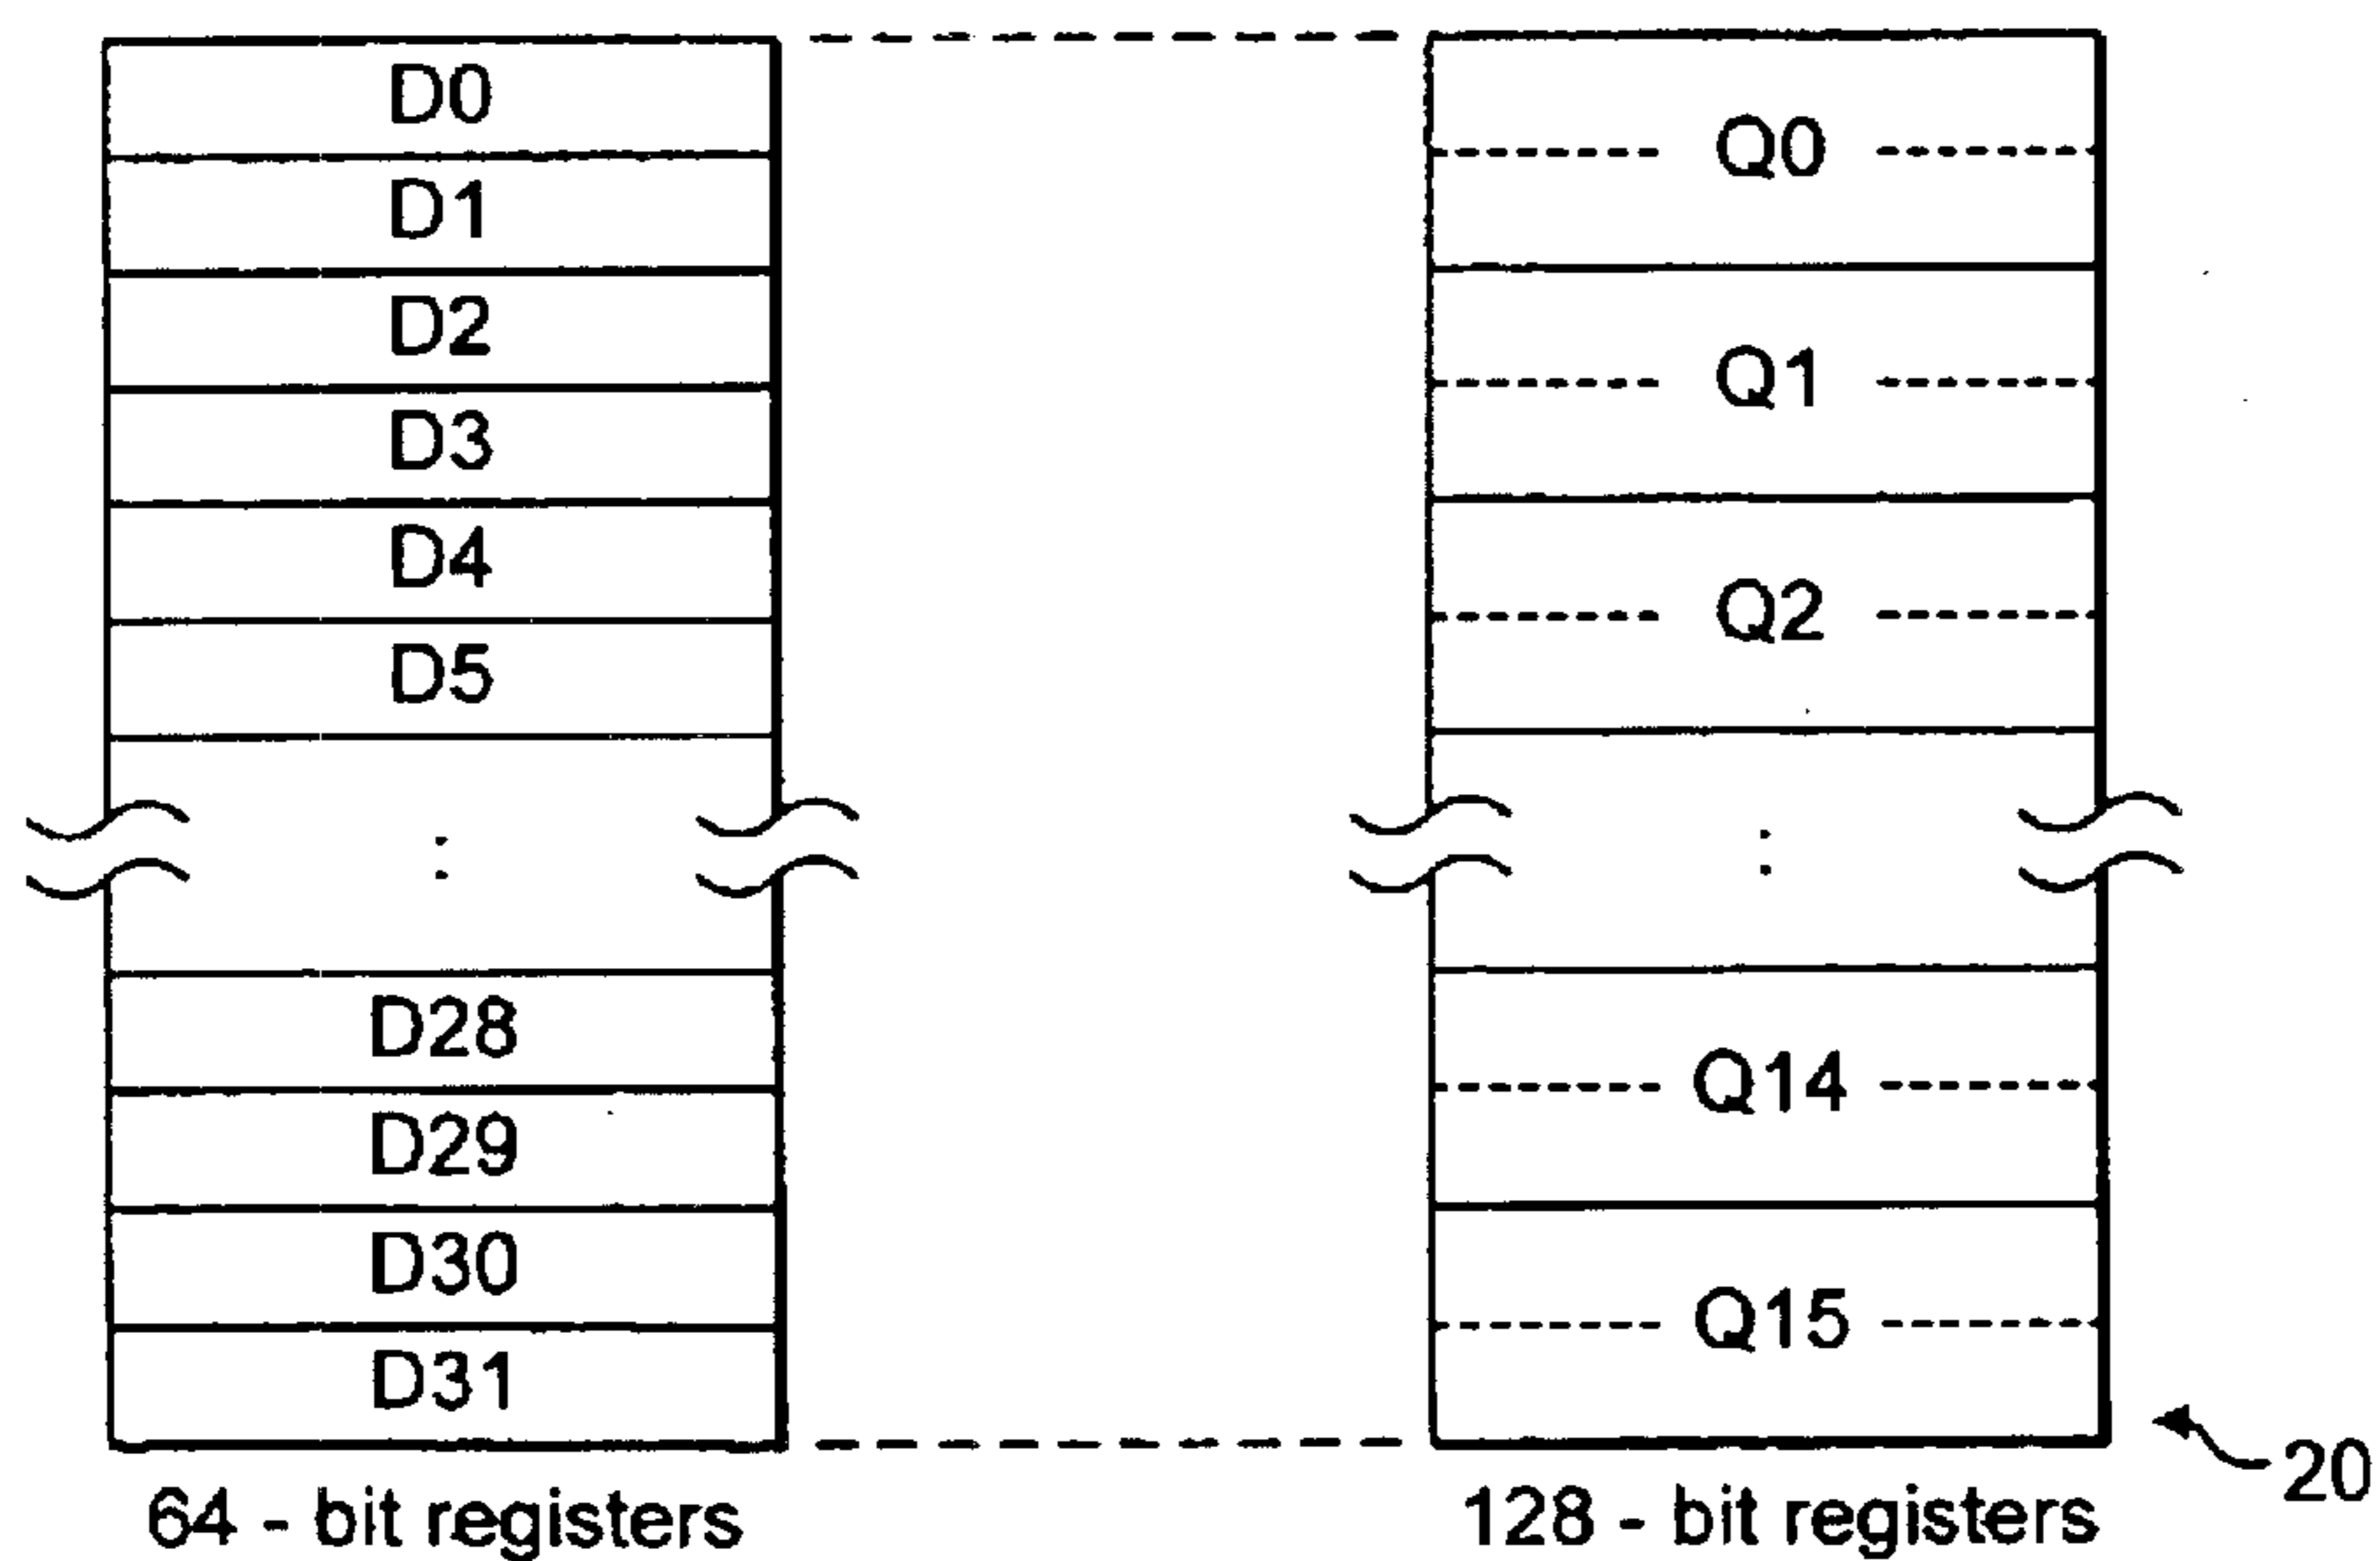 D0
D1
D2
D3
D4
D5
:
D28
D29
D30
D31
64 - bit registers
Q0
Q1
Q2
:
Q14
Q15
128 - bit registers
20